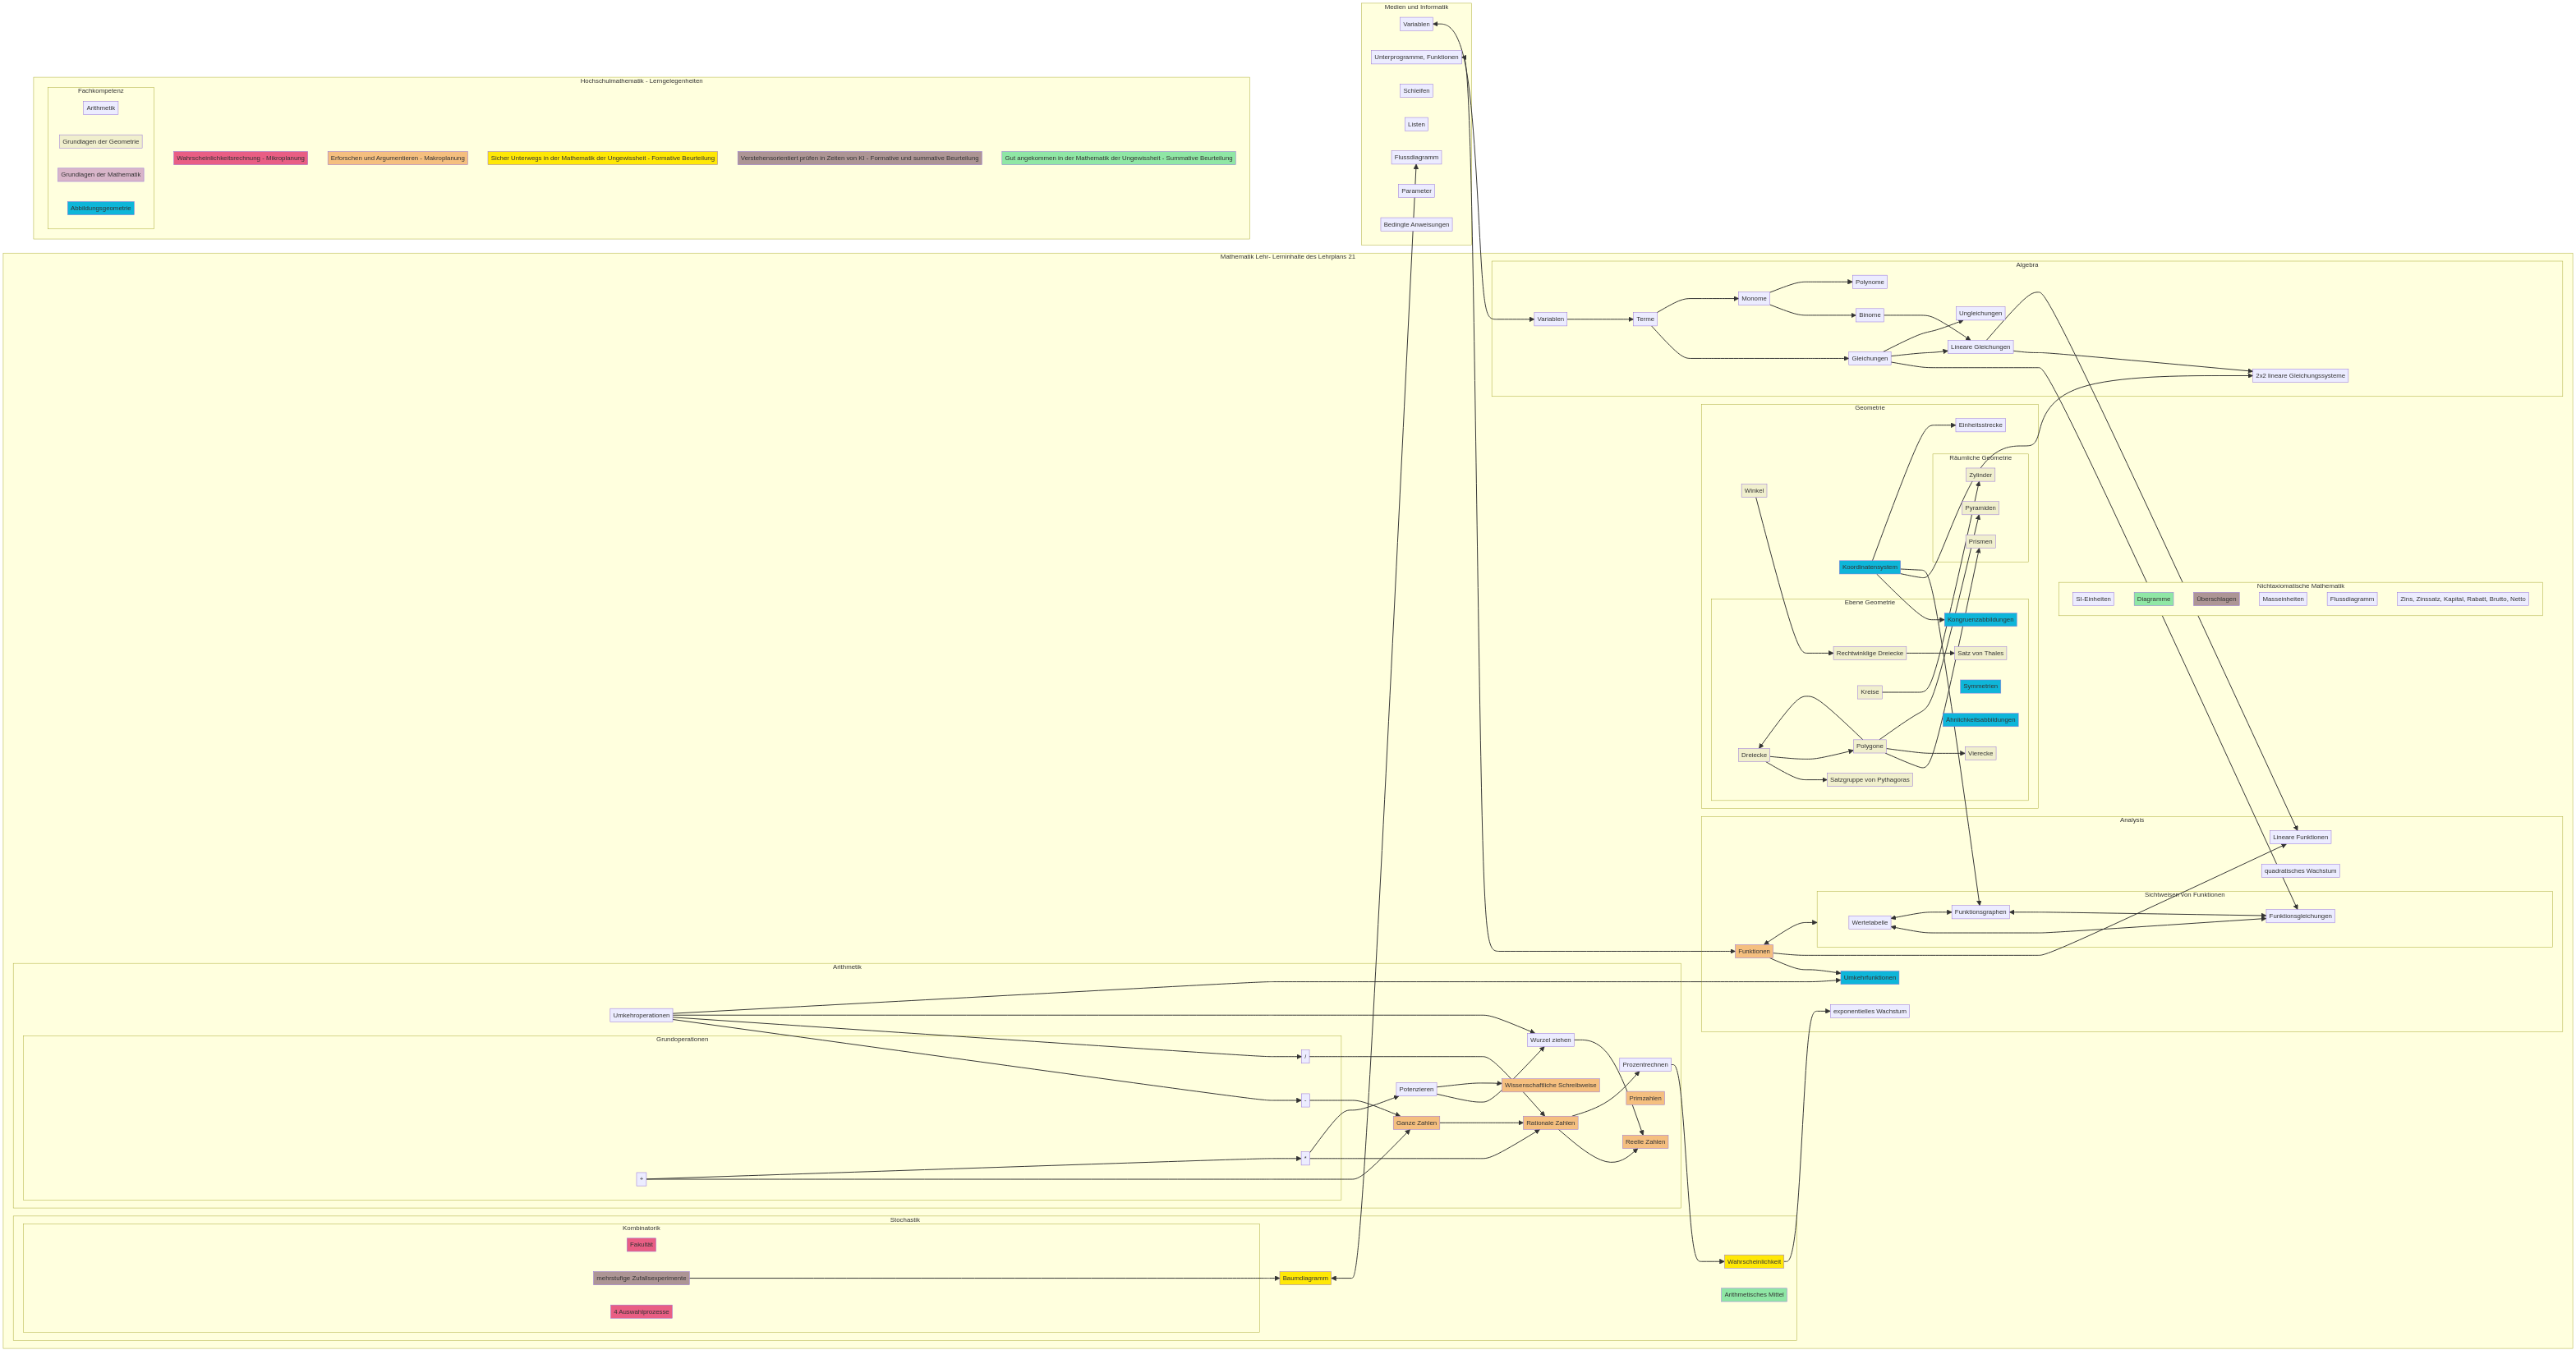 Medien und Informatik
Variablen
Unterprogramme, Funktionen
Schleifen
Listen
Flussdiagramm
Parameter
Bedingte Anweisungen
Hochschulmathematik - Lerngelegenheiten
Fachkompetenz
Arithmetik
Grundlagen der Geometrie
Grundlagen der Mathematik
Abbildungsgeometrie
Wahrscheinlichkeitsrechnung - Mikroplanung
Erforschen und Argumentieren - Makroplanung
Sicher Unterwegs in der Mathematik der Ungewissheit - Formative Beurteilung
Verstehensorientiert prüfen in Zeiten von KI - Formative und summative Beurteilung
Gut angekommen in der Mathematik der Ungewissheit - Summative Beurteilung
Mathematik Lehr- Lerninhalte des Lehrplans 21
Algebra
Variablen
Terme
Monome
Polynome
Binome
Gleichungen
Ungleichungen
Lineare Gleichungen
2x2 lineare Gleichungssysteme
Geometrie
Einheitsstrecke
Räumliche Geometrie
Zylinder
Pyramiden
Prismen
Winkel
Koordinatensystem
Ebene Geometrie
Kongruenzabbildungen
Rechtwinklige Dreiecke
Satz von Thales
Kreise
Symmetrien
Ähnlichkeitsabbildungen
Dreiecke
Polygone
Vierecke
Satzgruppe von Pythagoras
Nichtaxiomatische Mathematik
SI-Einheiten
Diagramme
Überschlagen
Masseinheiten
Flussdiagramm
Zins, Zinssatz, Kapital, Rabatt, Brutto, Netto
Analysis
Lineare Funktionen
quadratisches Wachstum
Sichtweisen von Funktionen
Wertetabelle
Funktionsgraphen
Funktionsgleichungen
Funktionen
Umkehrfunktionen
exponentielles Wachstum
Arithmetik
Umkehroperationen
Grundoperationen
/
-
*
+
Potenzieren
Wurzel ziehen
Wissenschaftliche Schreibweise
Ganze Zahlen
Rationale Zahlen
Prozentrechnen
Primzahlen
Reelle Zahlen
Stochastik
Kombinatorik
Fakultät
mehrstufige Zufallsexperimente
4 Auswahlprozesse
Baumdiagramm
Wahrscheinlichkeit
Arithmetisches Mittel